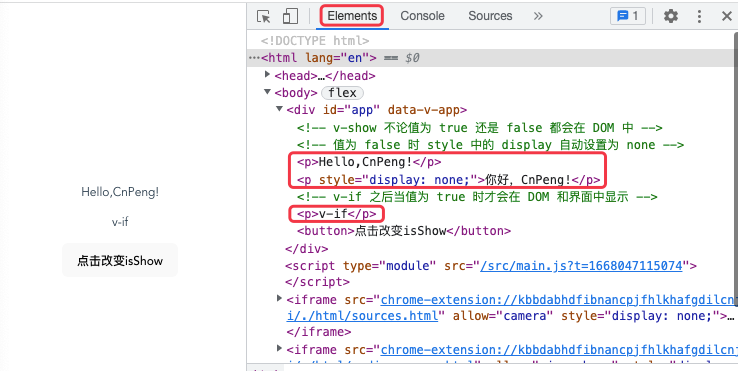 Hello,CnPeng!
v-if
点击改变isShow
Elements Console Sources » 1
<!DOCTYPE html>
···<html lang="en"> == $0
<head>…</head>
<body> flex
<div id="app" data-v-app>
<!-- v-show 不论值为 true 还是 false 都会在 DOM 中 -->
<!-- 值为 false 时 style 中的 display 自动设置为 none -->
<p>Hello,CnPeng!</p>
<p style="display: none;">你好，CnPeng!</p>
<!-- v-if 之后当值为 true 时才会在 DOM 和界面中显示 -->
<p>v-if</p>
<button>点击改变isShow</button>
</div>
<script type="module" src="/src/main.js?t=1668047115074">
</script>
<iframe src="chrome-extension://kbbdabhdfibnancpjfhlkhafgdilcnj
i/./html/sources.html" allow="camera" style="display: none;">…
</iframe>
<iframe src="chrome-extension://kbbdabhdfibnancpjfhlkhafgdilcnj